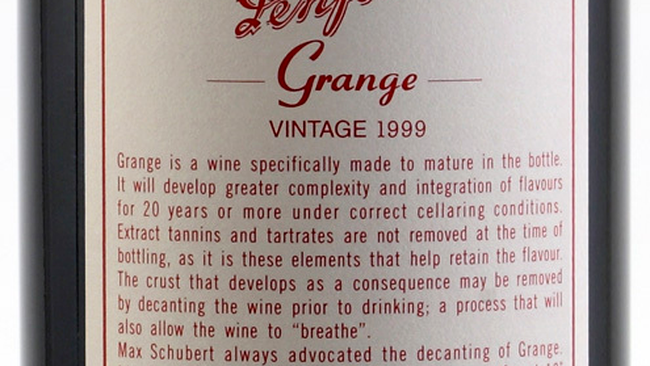 Grange
VINTAGE 1999
Grange is a wine specifically made to mature in the bottle.
It will develop greater complexity and integration of flavours
for 20 years or more under correct cellaring conditions.
Extract tannins and tartrates are not removed at the time of
bottling, as it is these elements that help retain the flavour.
The crust that develops as a consequence may be removed
by decanting the wine prior to drinking; a process that will
also allow the wine to “breathe”.
Max Schubert always advocated the decanting of Grange.